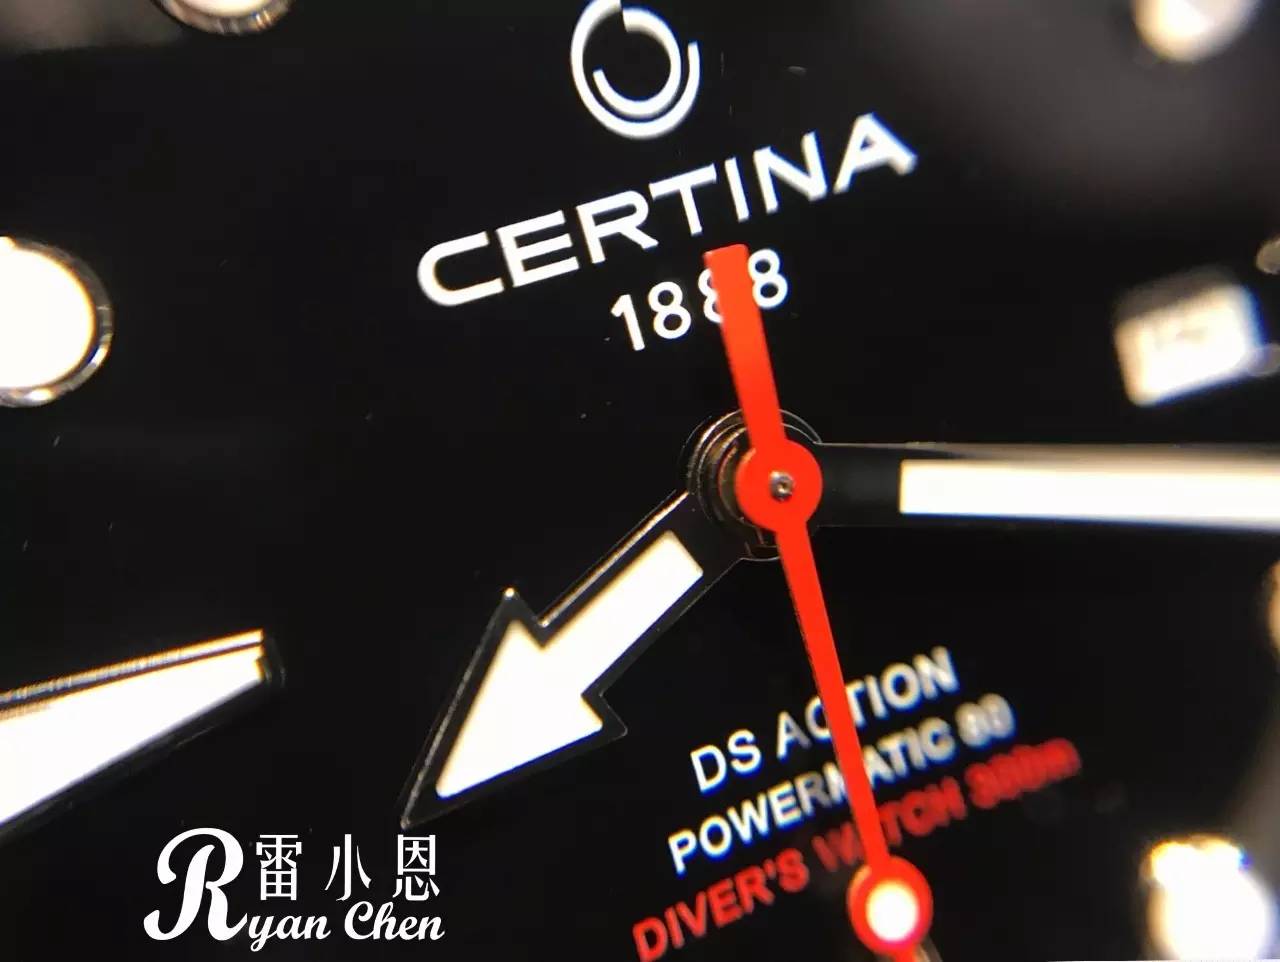 CERTINA
1888
DS ACTION
POWERMATIC 80
DIVER'S WATCH 300m
雷小恩
Ryan Chen